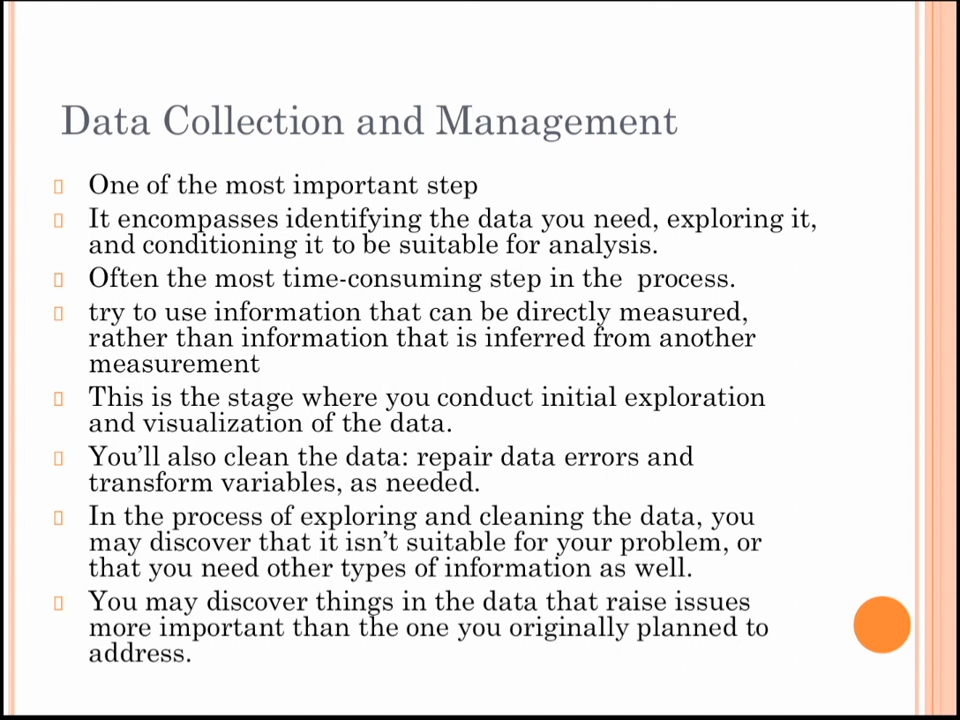 Data Collection and Management
One of the most important step
It encompasses identifying the data you need, exploring it,
and conditioning it to be suitable for analysis.
Often the most time-consuming step in the process.
try to use information that can be directly measured,
rather than information that is inferred from another
measurement
This is the stage where you conduct initial exploration
and visualization of the data.
You’ll also clean the data: repair data errors and
transform variables, as needed.
In the process of exploring and cleaning the data, you
may discover that it isn’t suitable for your problem, or
that you need other types of information as well.
You may discover things in the data that raise issues
more important than the one you originally planned to
address.